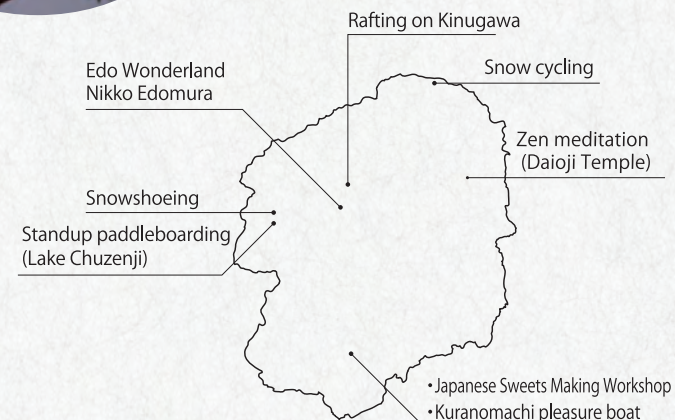 Rafting on Kinugawa
Edo Wonderland
Nikko Edomura
Snow cycling
Zen meditation
(Daioji Temple)
Snowshoeing
Standup paddleboarding
(Lake Chuzenji)
•Japanese Sweets Making Workshop
•Kuranomachi pleasure boat